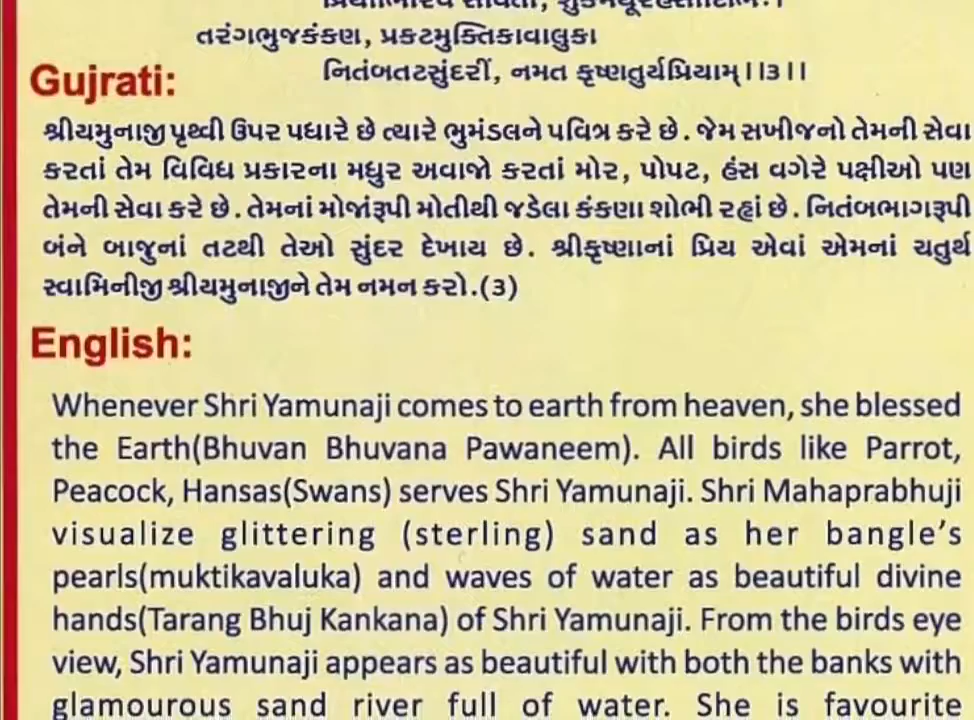 તરંગભુજકંકણ, પ્રકટમુક્તિકાવાલુકા
Gujrati:
નિતંબતટસુંદરીં, નમત કૃષ્ણતુર્યપ્રિયામ્||૩||
શ્રીયમુનાજી પૃથ્વી ઉપર પધારે છે ત્યારે ભુમંડલને પવિત્ર કરે છે. જેમ સખીજનો તેમની સેવા
કરતાં તેમ વિવિધ પ્રકારના મધુર અવાજો કરતાં મોર, પોપટ, હંસ વગેરે પક્ષીઓ પણ
તેમની સેવા કરે છે. તેમનાં મોજાંરૂપી મોતીથી જડેલા કંકણા શોભી રહ્યાં છે. નિતંબભાગરૂપી
બંને બાજુનાં તટથી તેઓ સુંદર દેખાય છે. શ્રીકૃષ્ણાનાં પ્રિય એવાં એમનાં ચતુર્થ
સ્વામિનીજી શ્રીયમુનાજીને તેમ નમન કરો.(૩)
English:
Whenever Shri Yamunaji comes to earth from heaven, she blessed
the Earth(Bhuvan Bhuvana Pawaneem). All birds like Parrot,
Peacock, Hansas(Swans) serves Shri Yamunaji. Shri Mahaprabhuji
visualize glittering (sterling) sand as her bangle's
pearls(muktikavaluka) and waves of water as beautiful divine
hands(Tarang Bhuj Kankana) of Shri Yamunaji. From the birds eye
view, Shri Yamunaji appears as beautiful with both the banks with
glamourous sand river full of water. She is favourite